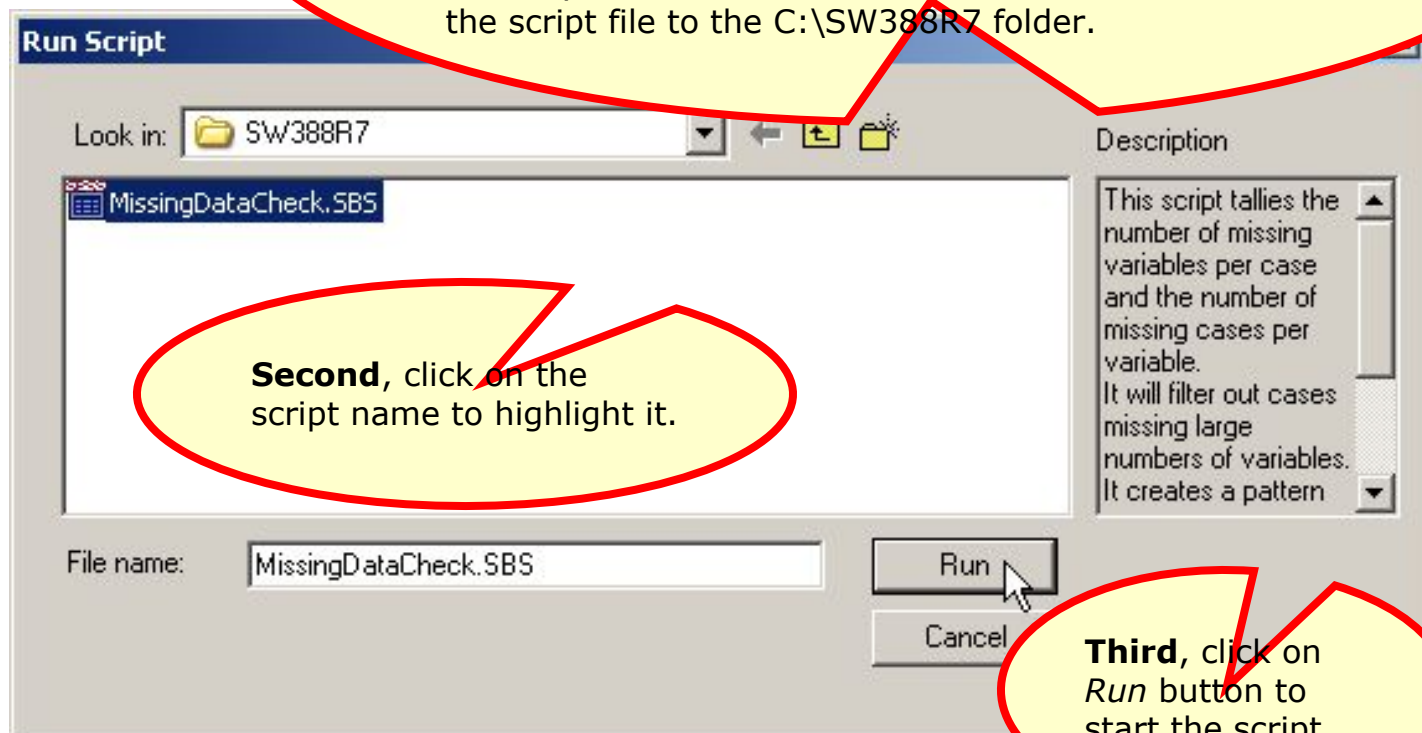 the script file to the C:\SW388R7 folder.
Run Script
Look in: SW388R7
Description
MissingDataCheck.SBS
This script tallies the
number of missing
variables per case
and the number of
missing cases per
variable.
It will filter out cases
missing large
numbers of variables.
It creates a pattern
Second, click on the
script name to highlight it.
File name: MissingDataCheck.SBS
Run
Cancel
Third, click on
Run button to
start the script